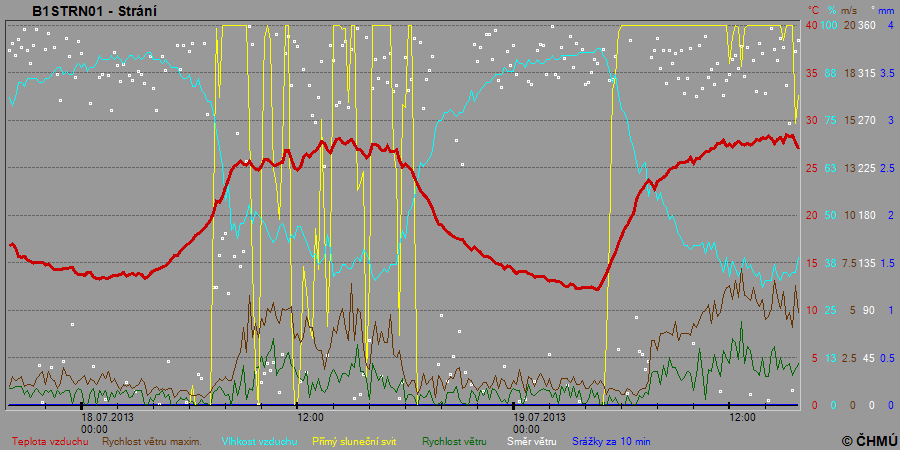 B1STRN01 - Strání
°C % m/s ° mm
40 100 20 360 4
35 88 18 315 3.5
30 75 15 270 3
25 63 13 225 2.5
20 50 10 180 2
15 38 7.5 135 1.5
10 25 5 90 1
5 13 2.5 45 0.5
0 0 0 0 0
18.07.2013 12:00 19.07.2013 12:00
00:00 00:00
Teplota vzduchu Rychlost větru maxim. Vlhkost vzduchu Přímý sluneční svit Rychlost větru Směr větru Srážky za 10 min
© ČHMÚ